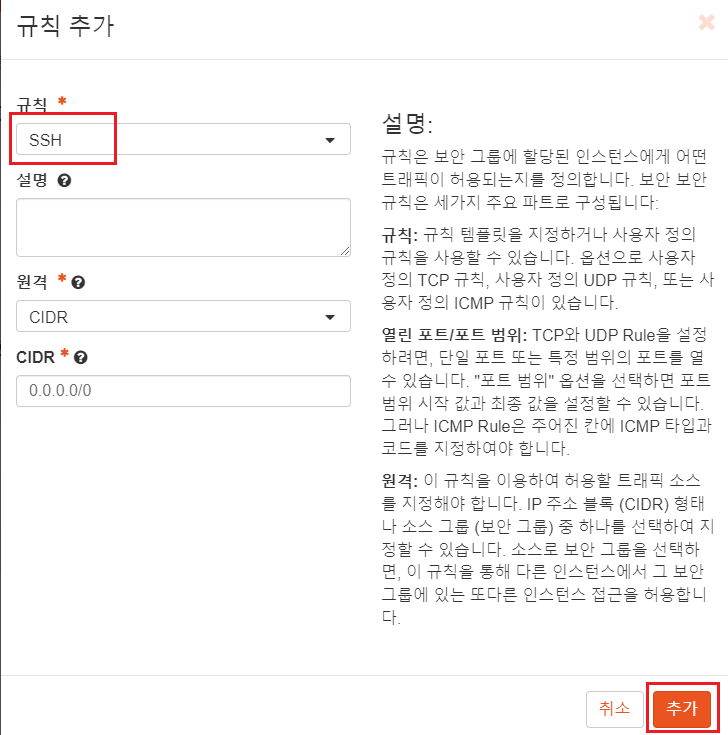 규칙 추가
규칙 *
SSH
설명
원격 *
CIDR
CIDR *
0.0.0.0/0
설명:
규칙은 보안 그룹에 할당된 인스턴스에게 어떤
트래픽이 허용되는지를 정의합니다. 보안 보안
규칙은 세가지 주요 파트로 구성됩니다:
규칙: 규칙 템플릿을 지정하거나 사용자 정의
규칙을 사용할 수 있습니다. 옵션으로 사용자
정의 TCP 규칙, 사용자 정의 UDP 규칙, 또는 사
용자 정의 ICMP 규칙이 있습니다.
열린 포트/포트 범위: TCP와 UDP Rule을 설정
하려면, 단일 포트 또는 특정 범위의 포트를 열
수 있습니다. "포트 범위" 옵션을 선택하면 포트
범위 시작 값과 최종 값을 설정할 수 있습니다.
그러나 ICMP Rule은 주어진 칸에 ICMP 타입과
코드를 지정하여야 합니다.
원격: 이 규칙을 이용하여 허용할 트래픽 소스
를 지정해야 합니다. IP 주소 블록 (CIDR) 형태
나 소스 그룹 (보안 그룹) 중 하나를 선택하여 지
정할 수 있습니다. 소스로 보안 그룹을 선택하
면, 이 규칙을 통해 다른 인스턴스에서 그 보안
그룹에 있는 또다른 인스턴스 접근을 허용합니
다.
취소
추가